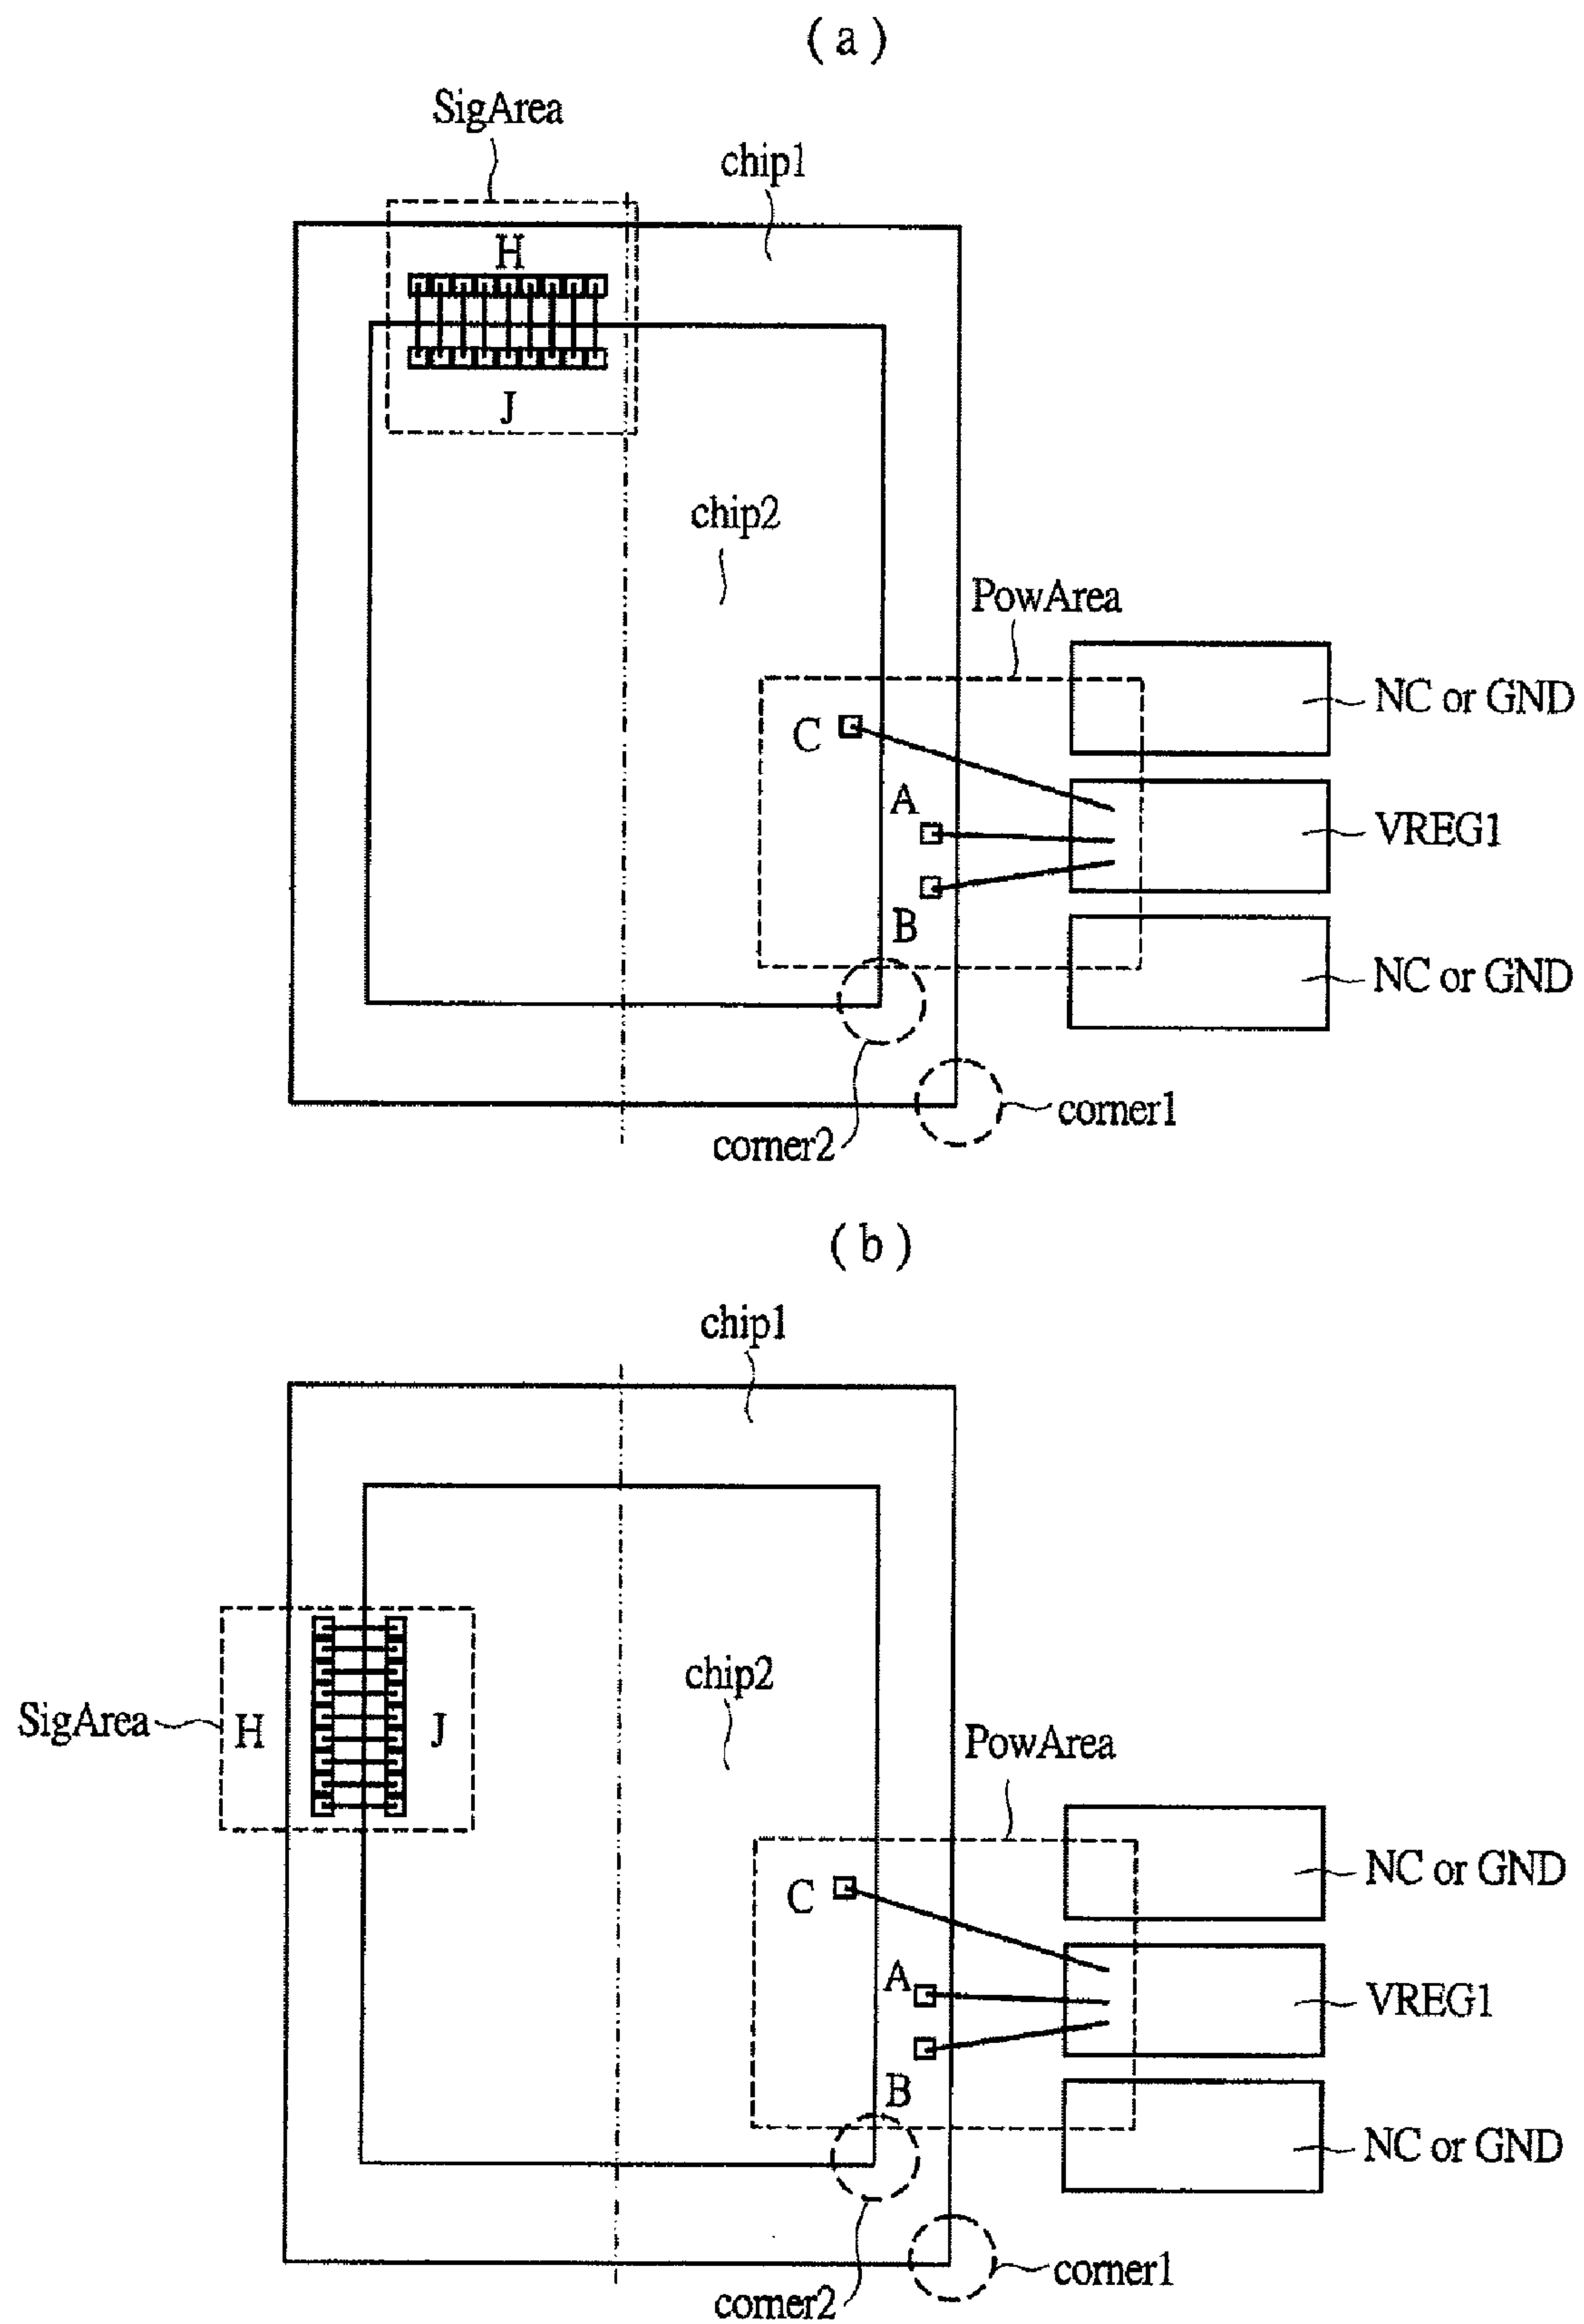 ( a )
SigArea
chip1
H
J
chip2
PowArea
NC or GND
C
A
VREG1
B
NC or GND
corner1
corner2
( b )
chip1
chip2
SigArea
H
J
PowArea
NC or GND
C
A
VREG1
B
NC or GND
corner1
corner2